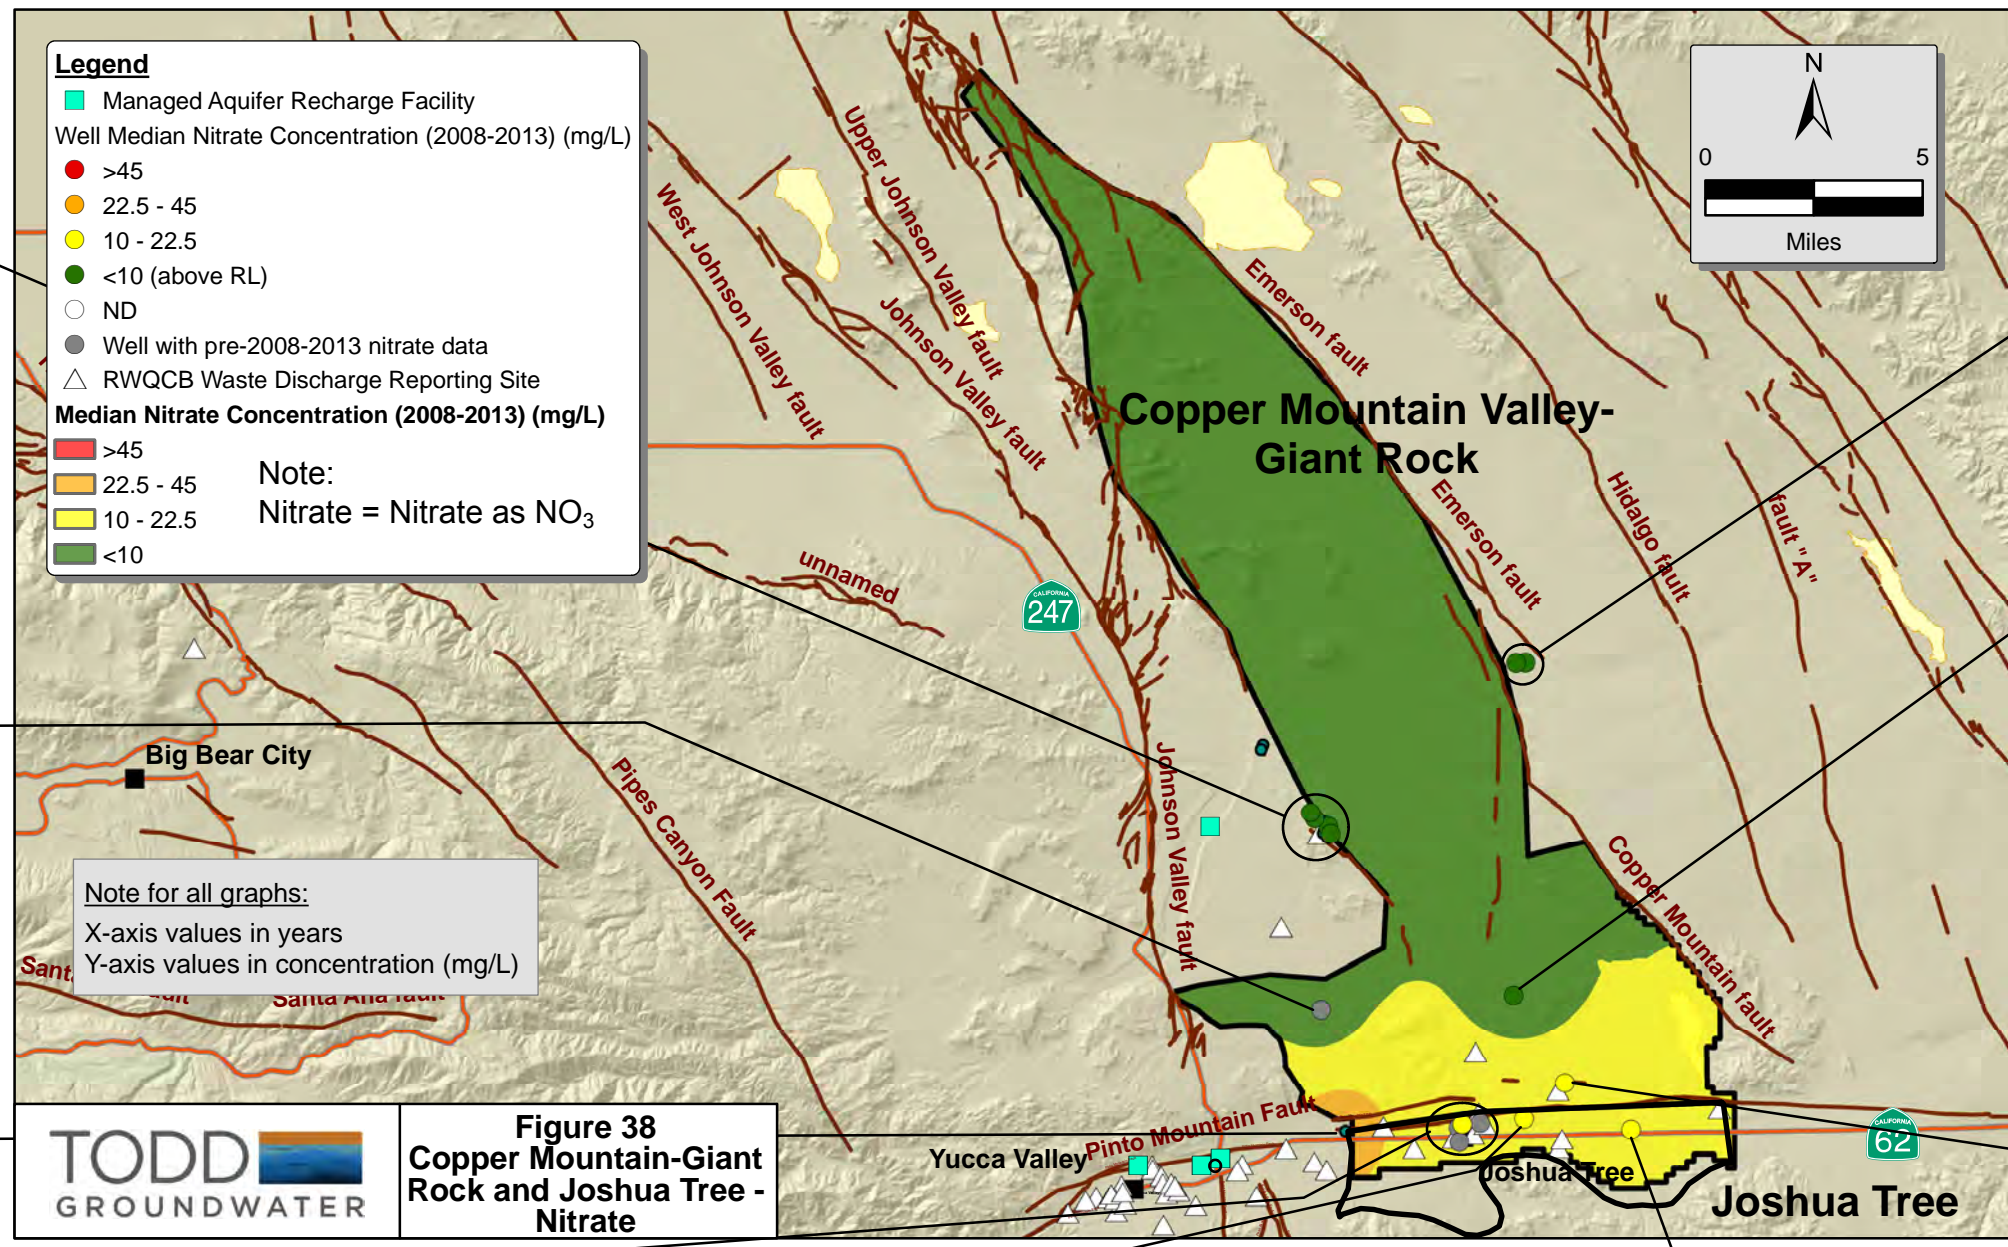 Legend
Managed Aquifer Recharge Facility
Well Median Nitrate Concentration (2008-2013) (mg/L)
>45
22.5 - 45
10 - 22.5
<10 (above RL)
ND
Well with pre-2008-2013 nitrate data
RWQCB Waste Discharge Reporting Site
Median Nitrate Concentration (2008-2013) (mg/L)
>45
22.5 - 45
10 - 22.5
<10
Note:
Nitrate = Nitrate as NO₃
N
0 5
Miles
Upper Johnson Valley fault
West Johnson Valley fault
Johnson Valley fault
Emerson fault
Copper Mountain Valley-
Giant Rock
Emerson fault
Hidalgo fault
fault "A"
unnamed
CALIFORNIA
247
Big Bear City
Pipes Canyon Fault
Johnson Valley fault
Copper Mountain fault
Note for all graphs:
X-axis values in years
Y-axis values in concentration (mg/L)
Santa Ana fault
Pinto Mountain Fault
Yucca Valley
CALIFORNIA
62
Joshua Tree
Joshua Tree
TODD
GROUNDWATER
Figure 38
Copper Mountain-Giant
Rock and Joshua Tree -
Nitrate